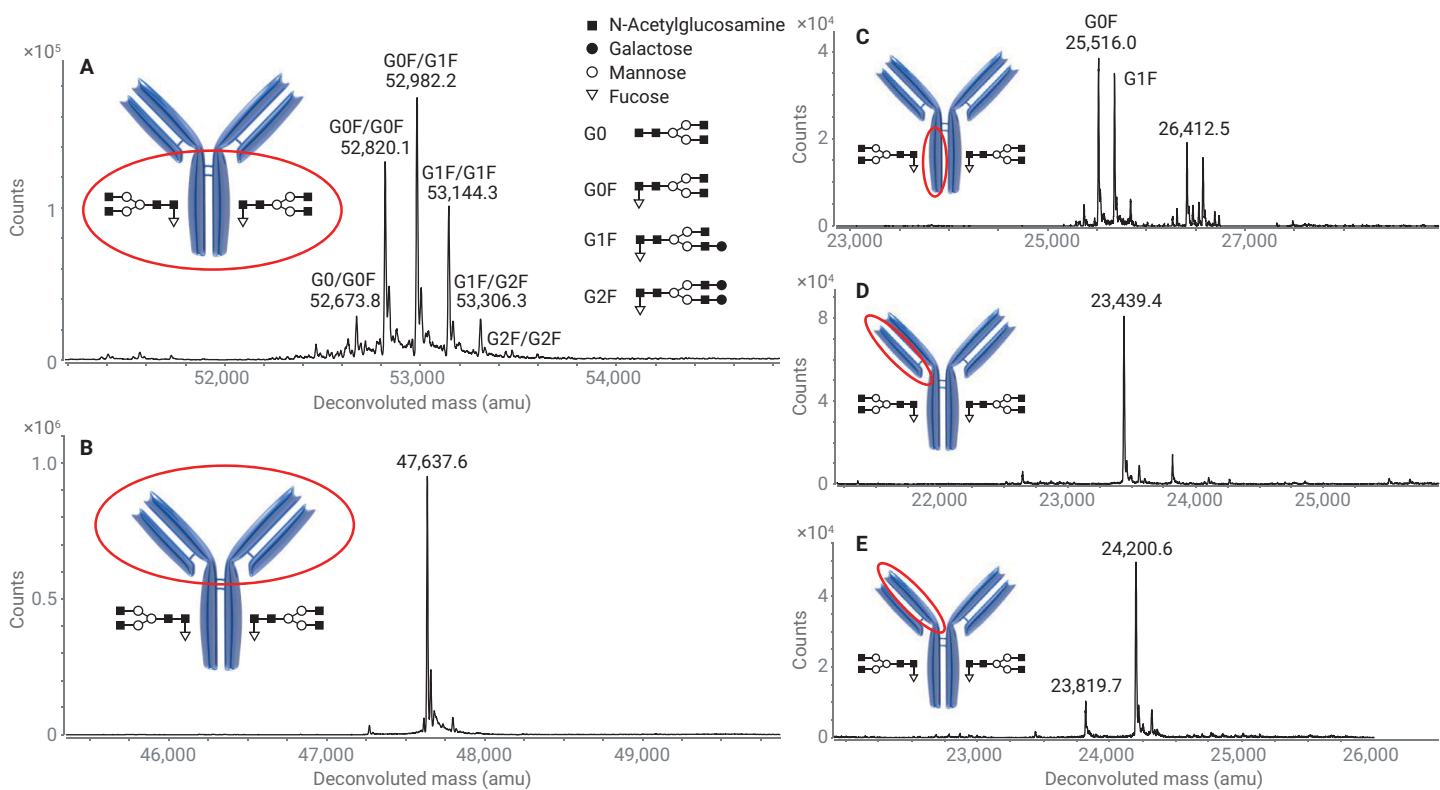 A
×10⁵
1
0
Counts
G0F/G1F
52,982.2
G0F/G0F
52,820.1
G1F/G1F
53,144.3
G0/G0F
52,673.8
G1F/G2F
53,306.3
G2F/G2F
52,000
53,000
54,000
Deconvoluted mass (amu)
N-Acetylglucosamine
Galactose
Mannose
Fucose
G0
G0F
G1F
G2F
B
×10⁶
1.0
0.5
0
Counts
47,637.6
46,000
47,000
48,000
49,000
Deconvoluted mass (amu)
C
×10⁴
4
2
0
Counts
G0F
25,516.0
G1F
26,412.5
23,000
25,000
27,000
D
×10⁴
8
4
0
Counts
23,439.4
22,000
23,000
24,000
25,000
E
×10⁴
4
2
0
Counts
24,200.6
23,819.7
23,000
24,000
25,000
26,000
Deconvoluted mass (amu)